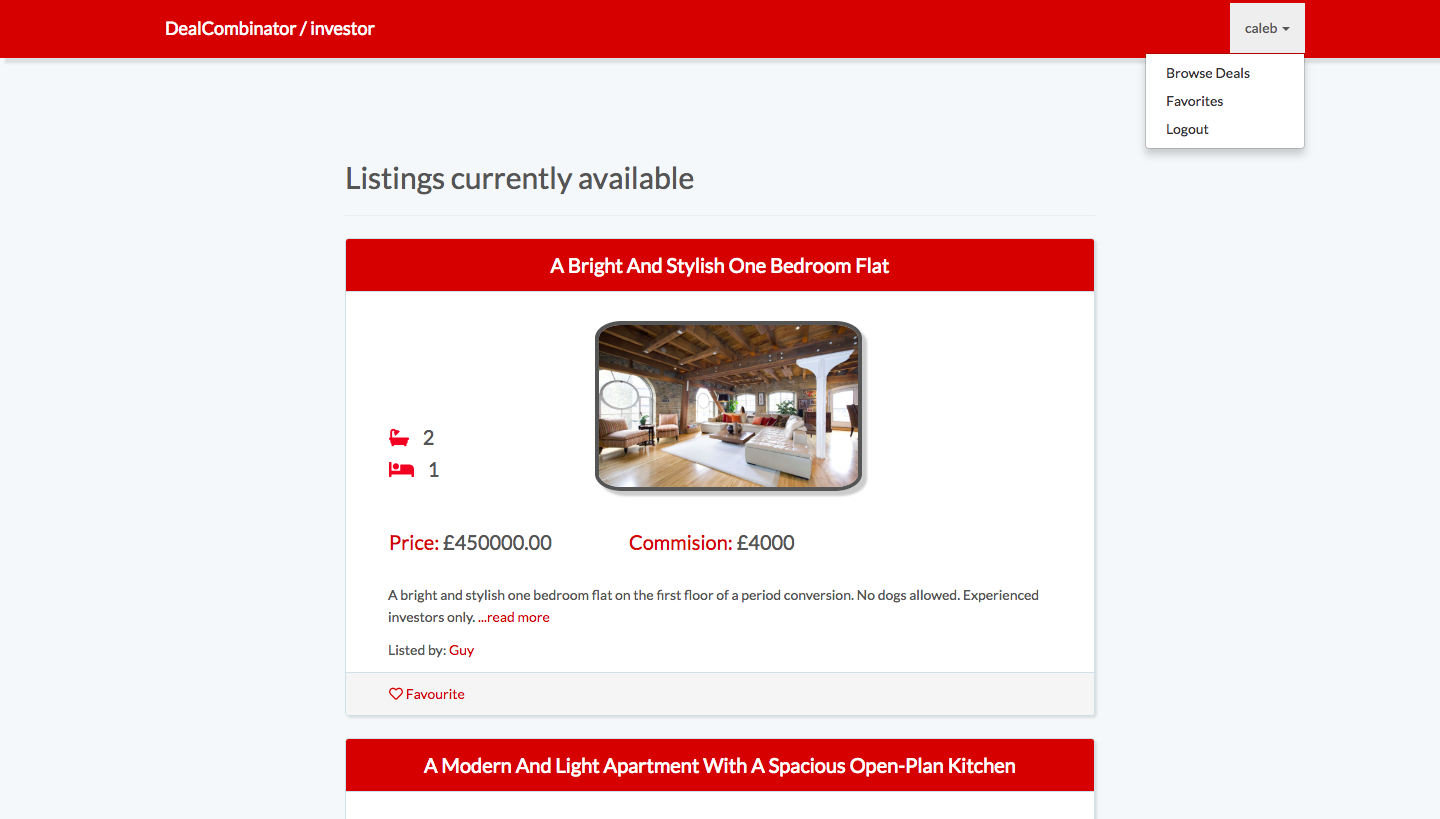 DealCombinator / investor
caleb
Browse Deals
Favorites
Logout
Listings currently available
A Bright And Stylish One Bedroom Flat
2
1
Price: £450000.00
Commision: £4000
A bright and stylish one bedroom flat on the first floor of a period conversion. No dogs allowed. Experienced
investors only. ...read more
Listed by: Guy
Favourite
A Modern And Light Apartment With A Spacious Open-Plan Kitchen